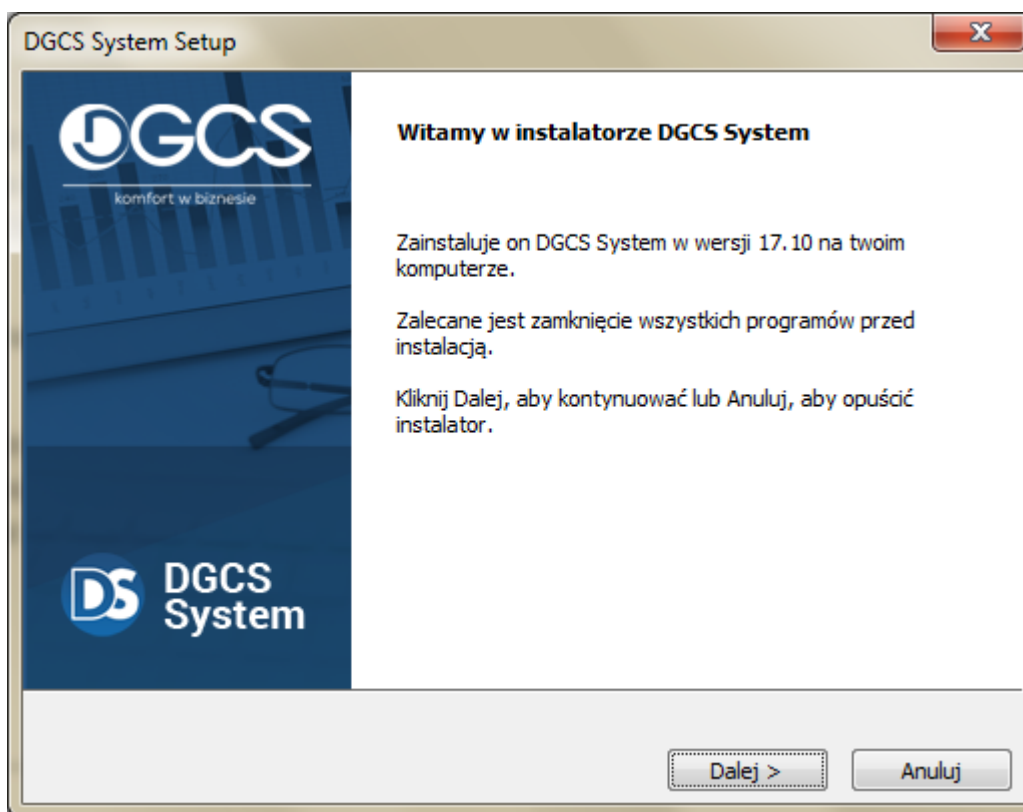 DGCS System Setup
DGCS
komfort w biznesie
Witamy w instalatorze DGCS System
Zainstaluje on DGCS System w wersji 17.10 na twoim
komputerze.
Zalecane jest zamknięcie wszystkich programów przed
instalacją.
Kliknij Dalej, aby kontynuować lub Anuluj, aby opuścić
instalator.
DS DGCS
System
Dalej >
Anuluj